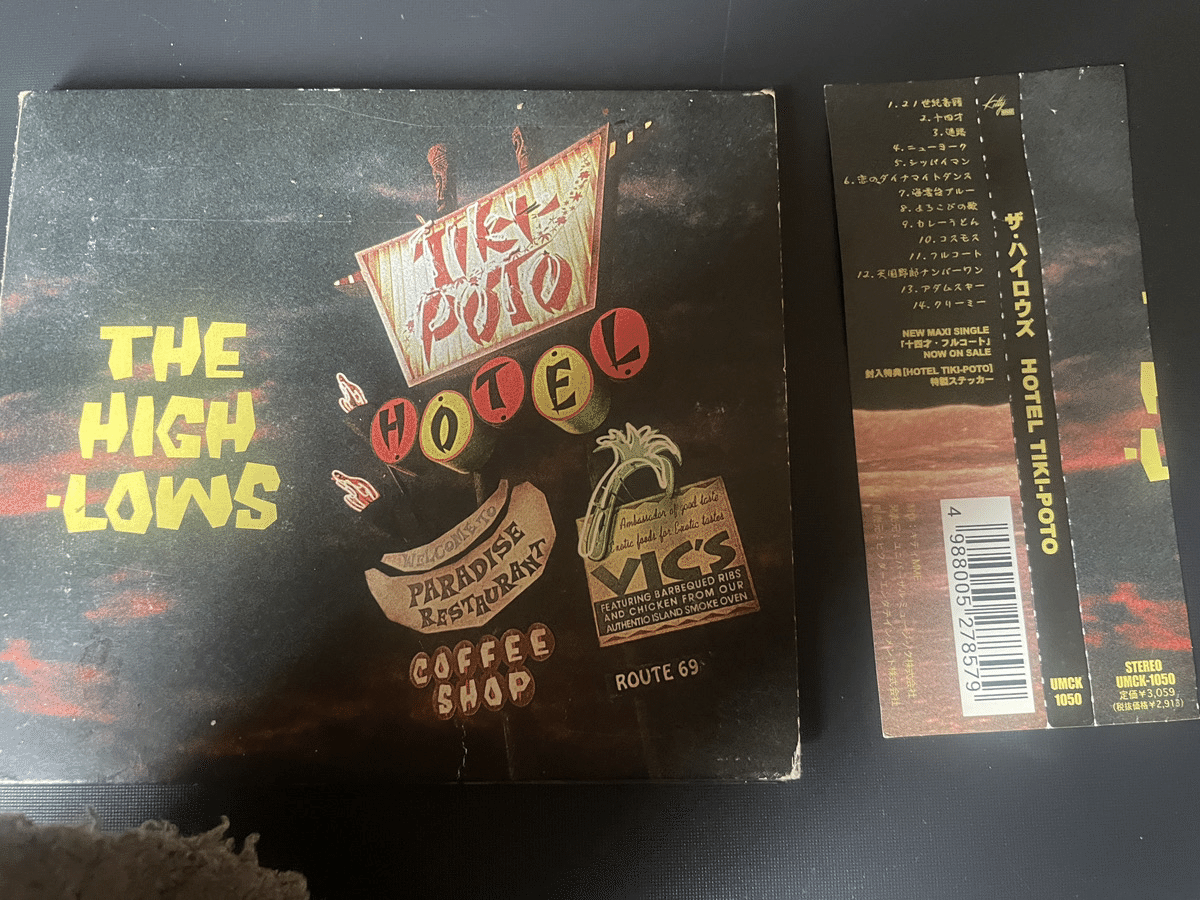 THE
HIGH
-LOWS
TIKI-
POTO
HOTEL
WELCOME TO
PARADISE
RESTAURANT
COFFEE
SHOP
Ambassador of good taste
Exotic foods for Exotic tastes
VIC'S
FEATURING BARBEQUED RIBS
AND CHICKEN FROM OUR
AUTHENTIO ISLAND SMOKE OVEN
ROUTE 69
1.21世紀音頭
2.十四才
3.迷路
4.ニューヨーク
5.シッパイマン
6.恋のダイナマイトダンス
7.海雲台ブルー
8.よろこびの歌
9.カレーうどん
10.コスモス
11.フルコート
12.天国野郎ナンバーワン
13.アダムスキー
14.クリーミー
NEW MAXI SINGLE
「十四才・フルコート」
NOW ON SALE
封入特典[HOTEL TIKI-POTO]
特製ステッカー
4 988005 278579
Kitty
ザ・ハイロウズ HOTEL TIKI-POTO
UMCK
1050
STEREO
UMCK-1050
定価¥3,059
(税抜価格¥2,913)